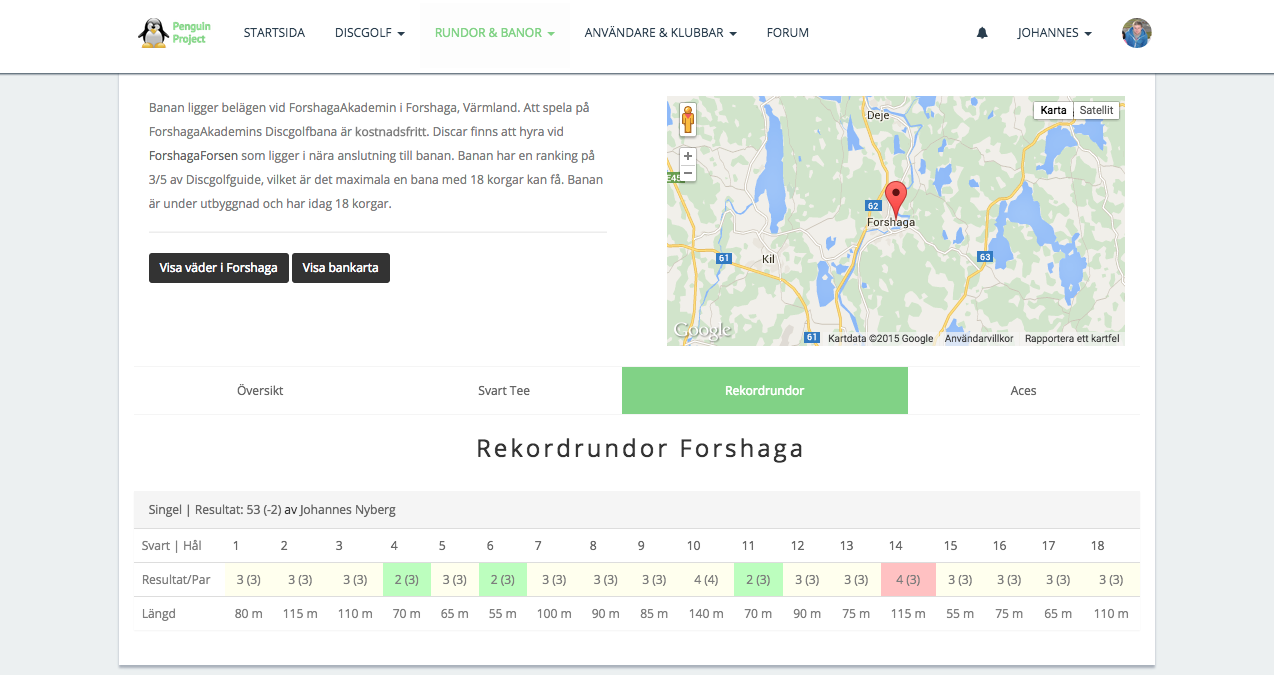 Penguin
Project
STARTSIDA
DISCGOLF
RUNDOR & BANOR
ANVÄNDARE & KLUBBAR
FORUM
JOHANNES
Banan ligger belägen vid ForshagaAkademin i Forshaga, Värmland. Att spela på
ForshagaAkademins Discgolfbana är kostnadsfritt. Discar finns att hyra vid
ForshagaForsen som ligger i nära anslutning till banan. Banan har en ranking på
3/5 av Discgolfguide, vilket är det maximala en bana med 18 korgar kan få. Banan
är under utbyggnad och har idag 18 korgar.
Visa väder i Forshaga
Visa bankarta
Karta
Satellit
+
−
Deje
E45
62
Forshaga
61
Kil
63
Google
61
Kartdata ©2015 Google
Användarvillkor
Rapportera ett kartfel
Översikt
Svart Tee
Rekordrundor
Aces
Rekordrundor Forshaga
Singel | Resultat: 53 (-2) av Johannes Nyberg
Svart | Hål 1 2 3 4 5 6 7 8 9 10 11 12 13 14 15 16 17 18
Resultat/Par 3 (3) 3 (3) 3 (3) 2 (3) 3 (3) 2 (3) 3 (3) 3 (3) 3 (3) 4 (4) 2 (3) 3 (3) 3 (3) 4 (3) 3 (3) 3 (3) 3 (3) 3 (3)
Längd 80 m 115 m 110 m 70 m 65 m 55 m 100 m 90 m 85 m 140 m 70 m 90 m 75 m 115 m 55 m 75 m 65 m 110 m